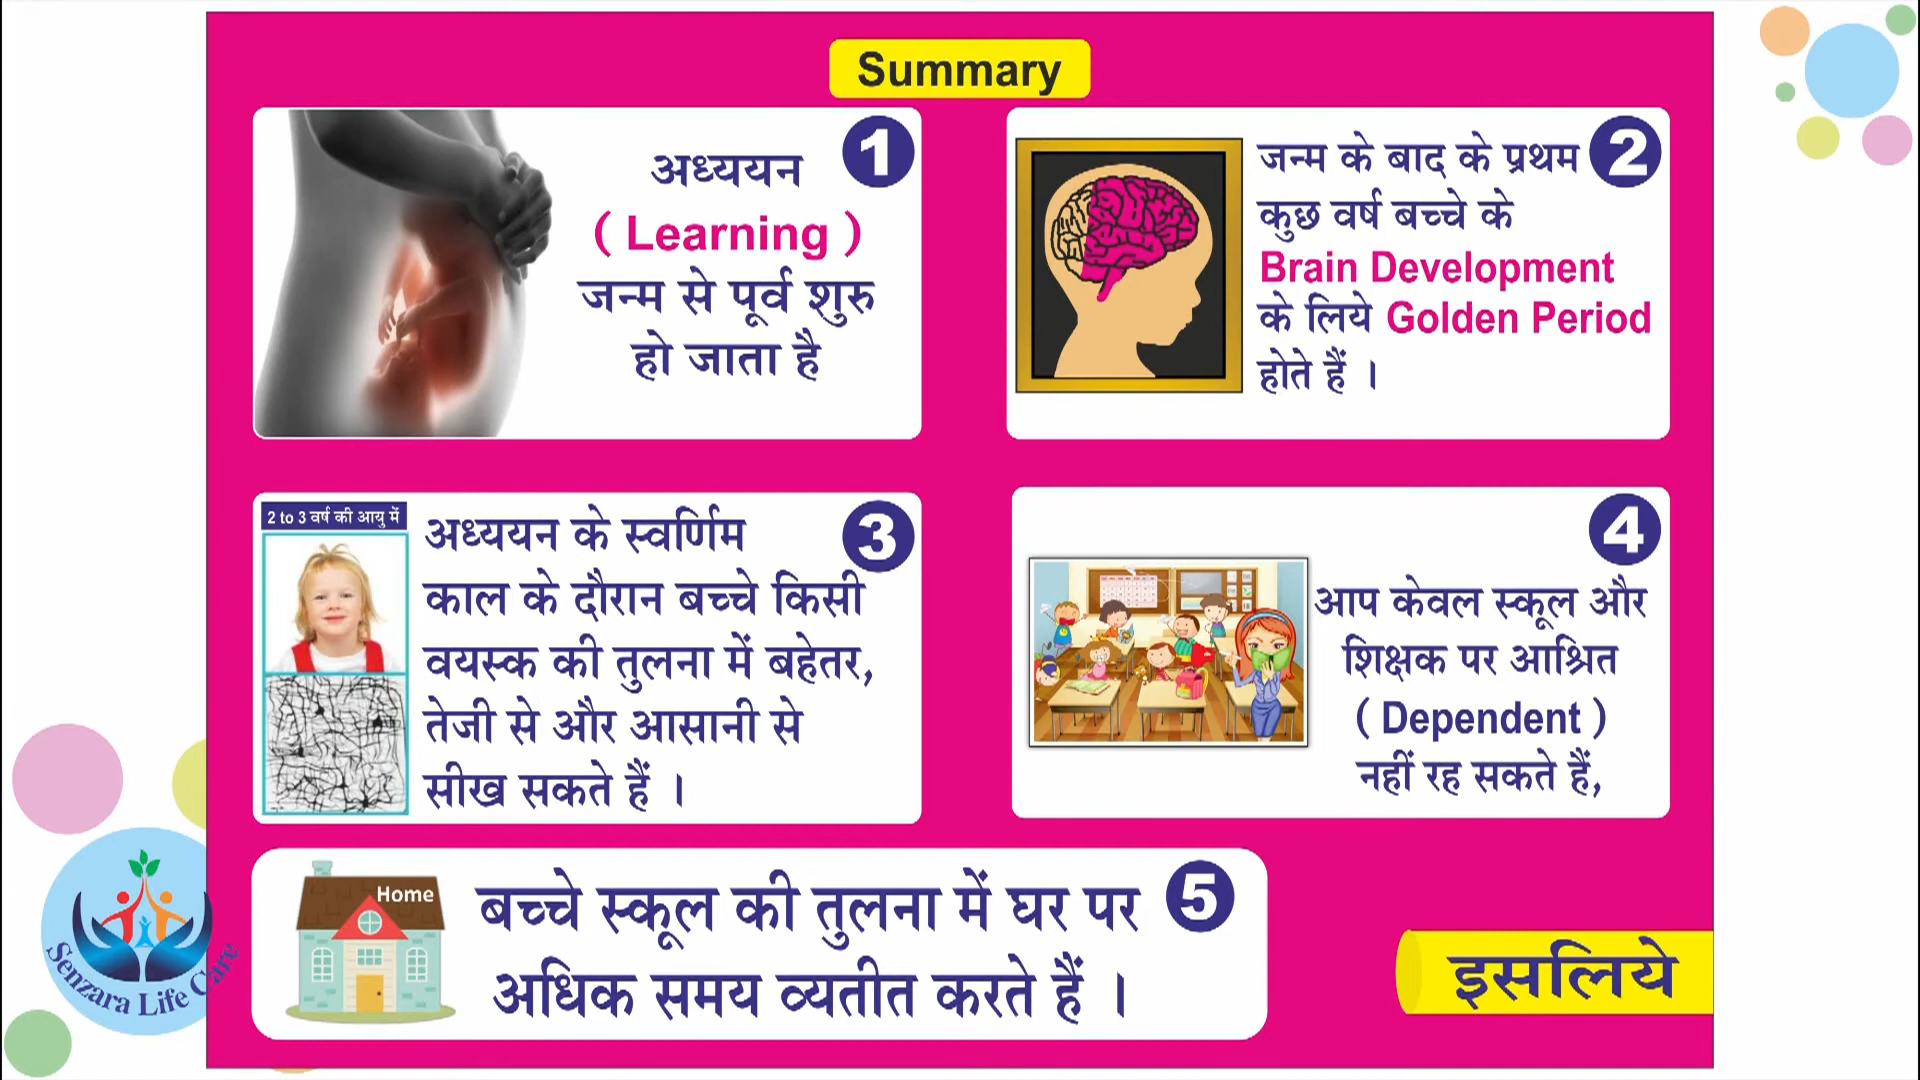 Summary
1
अध्ययन
( Learning )
जन्म से पूर्व शुरु
हो जाता है
2
जन्म के बाद के प्रथम
कुछ वर्ष बच्चे के
Brain Development
के लिये Golden Period
होते हैं ।
3
2 to 3 वर्ष की आयु में
अध्ययन के स्वर्णिम
काल के दौरान बच्चे किसी
वयस्क की तुलना में बहेतर,
तेजी से और आसानी से
सीख सकते हैं ।
4
आप केवल स्कूल और
शिक्षक पर आश्रित
( Dependent )
नहीं रह सकते हैं,
5
Home
बच्चे स्कूल की तुलना में घर पर
अधिक समय व्यतीत करते हैं ।
इसलिये
Senzara Life Care